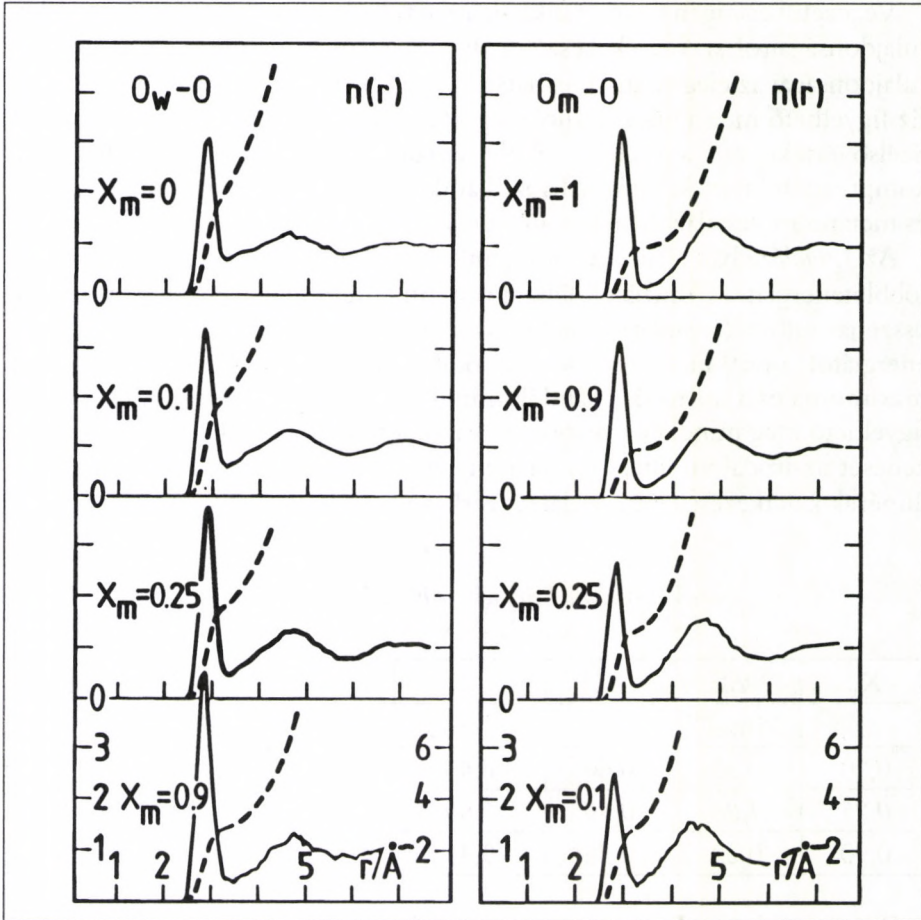 Ow-O n(r)
Xm=0
0
Xm=0.1
0
Xm=0.25
0
3 6
2 Xm=0.9 4
1 2
1 2 5 r/Å
Om-O n(r)
Xm=1
0
Xm=0.9
0
Xm=0.25
0
3 6
2 Xm=0.1 4
1 2
1 2 5 r/Å